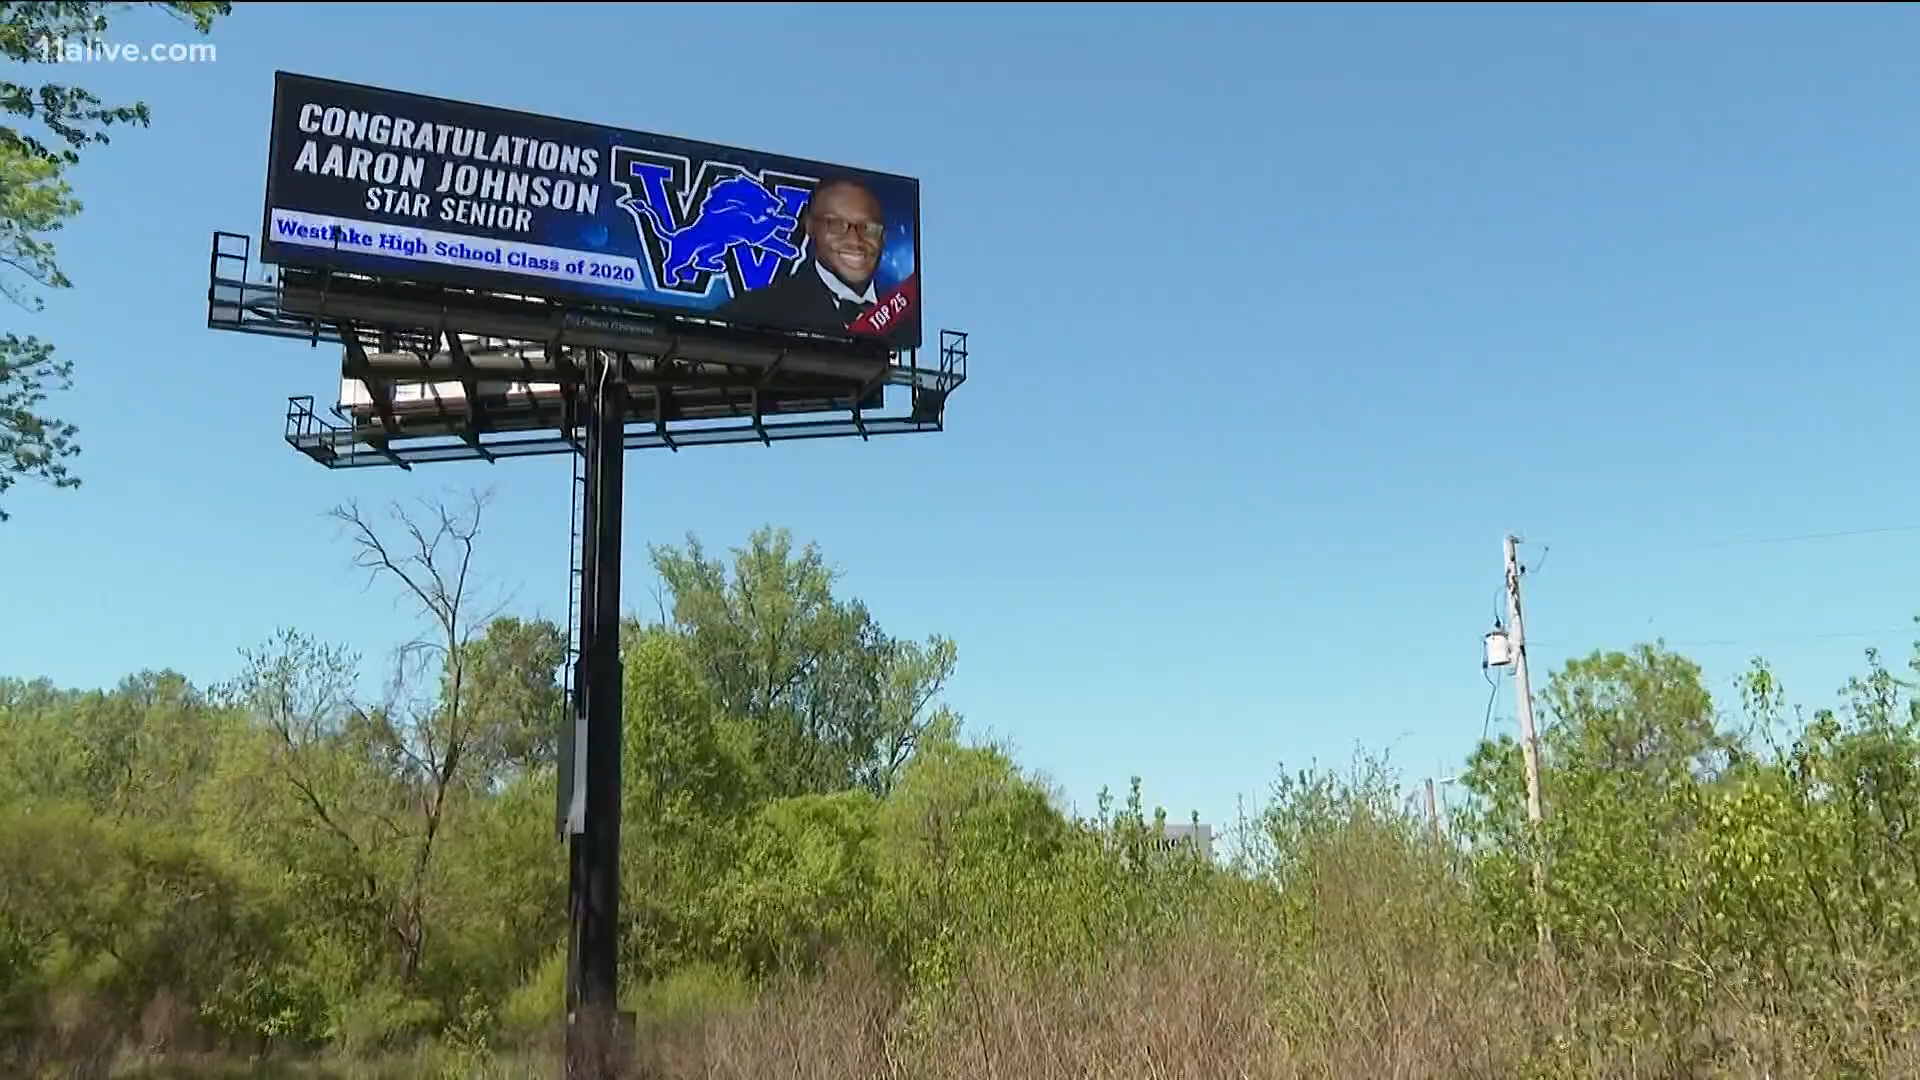 11alive.com
CONGRATULATIONS
AARON JOHNSON
STAR SENIOR
Westlake High School Class of 2020
W
TOP 25